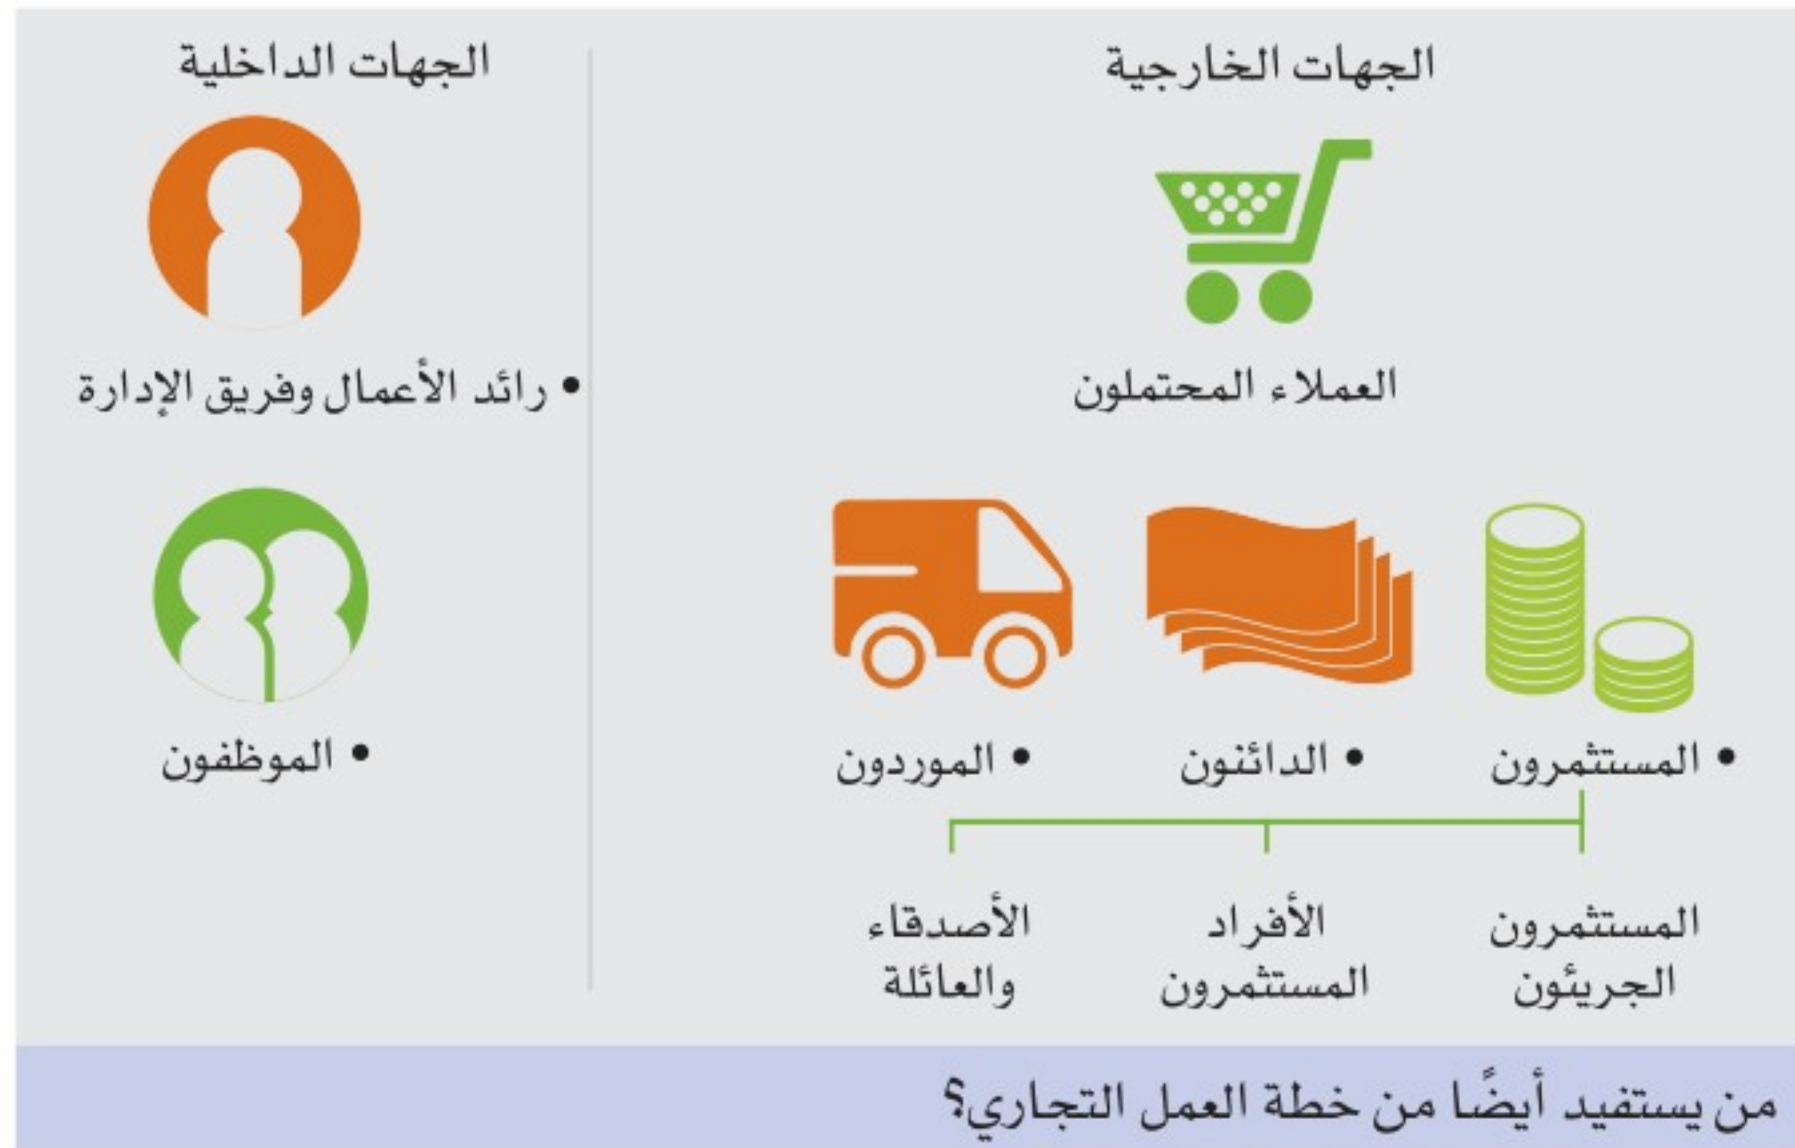 الجهات الخارجية
العملاء المحتملون
• المستثمرون
• الدائنون
• الموردون
المستثمرون
الجريئون
الأفراد
المستثمرون
الأصدقاء
والعائلة
الجهات الداخلية
• رائد الأعمال وفريق الإدارة
• الموظفون
من يستفيد أيضًا من خطة العمل التجاري؟